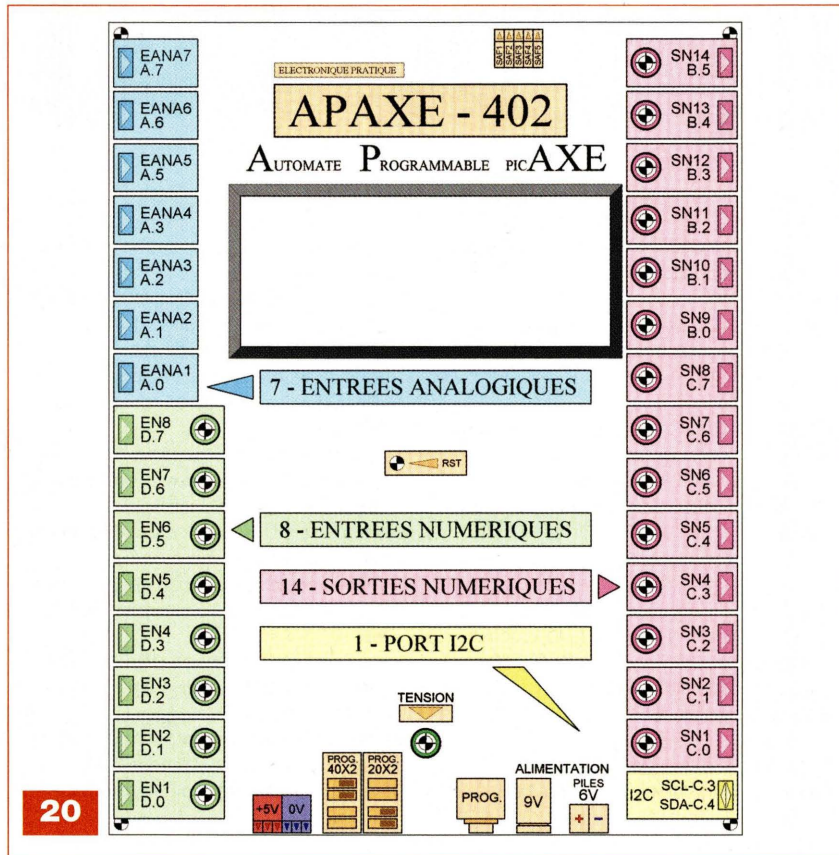 SAF1
SAF2
SAF3
SAF4
SAF5
ELECTRONIQUE PRATIQUE
APAXE - 402
AUTOMATE PROGRAMMABLE PICAXE
EANA7
A.7
EANA6
A.6
EANA5
A.5
EANA4
A.3
EANA3
A.2
EANA2
A.1
EANA1
A.0
EN8
D.7
EN7
D.6
EN6
D.5
EN5
D.4
EN4
D.3
EN3
D.2
EN2
D.1
EN1
D.0
7 - ENTREES ANALOGIQUES
RST
8 - ENTREES NUMERIQUES
14 - SORTIES NUMERIQUES
1 - PORT I2C
TENSION
+5V
0V
PROG.
40X2
PROG.
20X2
PROG.
ALIMENTATION
9V
PILES
6V
+ -
SN14
B.5
SN13
B.4
SN12
B.3
SN11
B.2
SN10
B.1
SN9
B.0
SN8
C.7
SN7
C.6
SN6
C.5
SN5
C.4
SN4
C.3
SN3
C.2
SN2
C.1
SN1
C.0
I2C
SCL-C.3
SDA-C.4
20